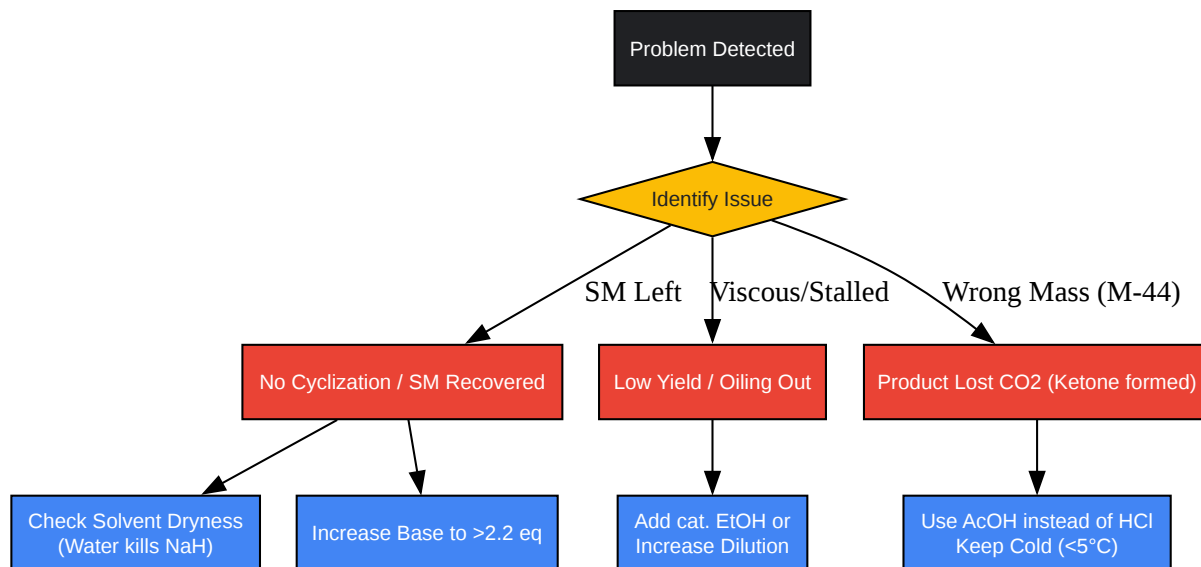 Problem Detected
Identify Issue
SM Left
Viscous/Stalled
Wrong Mass (M-44)
No Cyclization / SM Recovered
Low Yield / Oiling Out
Product Lost CO2 (Ketone formed)
Check Solvent Dryness
(Water kills NaH)
Increase Base to >2.2 eq
Add cat. EtOH or
Increase Dilution
Use AcOH instead of HCl
Keep Cold (<5°C)